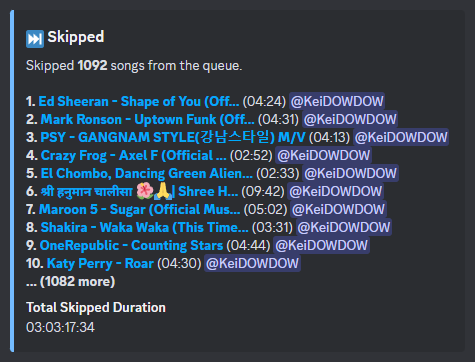 ⏭️ Skipped
Skipped 1092 songs from the queue.
1. Ed Sheeran - Shape of You (Off... (04:24) @KeiDOWDOW
2. Mark Ronson - Uptown Funk (Off... (04:31) @KeiDOWDOW
3. PSY - GANGNAM STYLE(강남스타일) M/V (04:13) @KeiDOWDOW
4. Crazy Frog - Axel F (Official ... (02:52) @KeiDOWDOW
5. El Chombo, Dancing Green Alien... (02:33) @KeiDOWDOW
6. श्री हनुमान चालीसा 🌺🙏| Shree H... (09:42) @KeiDOWDOW
7. Maroon 5 - Sugar (Official Mus... (05:02) @KeiDOWDOW
8. Shakira - Waka Waka (This Time... (03:31) @KeiDOWDOW
9. OneRepublic - Counting Stars (04:44) @KeiDOWDOW
10. Katy Perry - Roar (04:30) @KeiDOWDOW
... (1082 more)
Total Skipped Duration
03:03:17:34